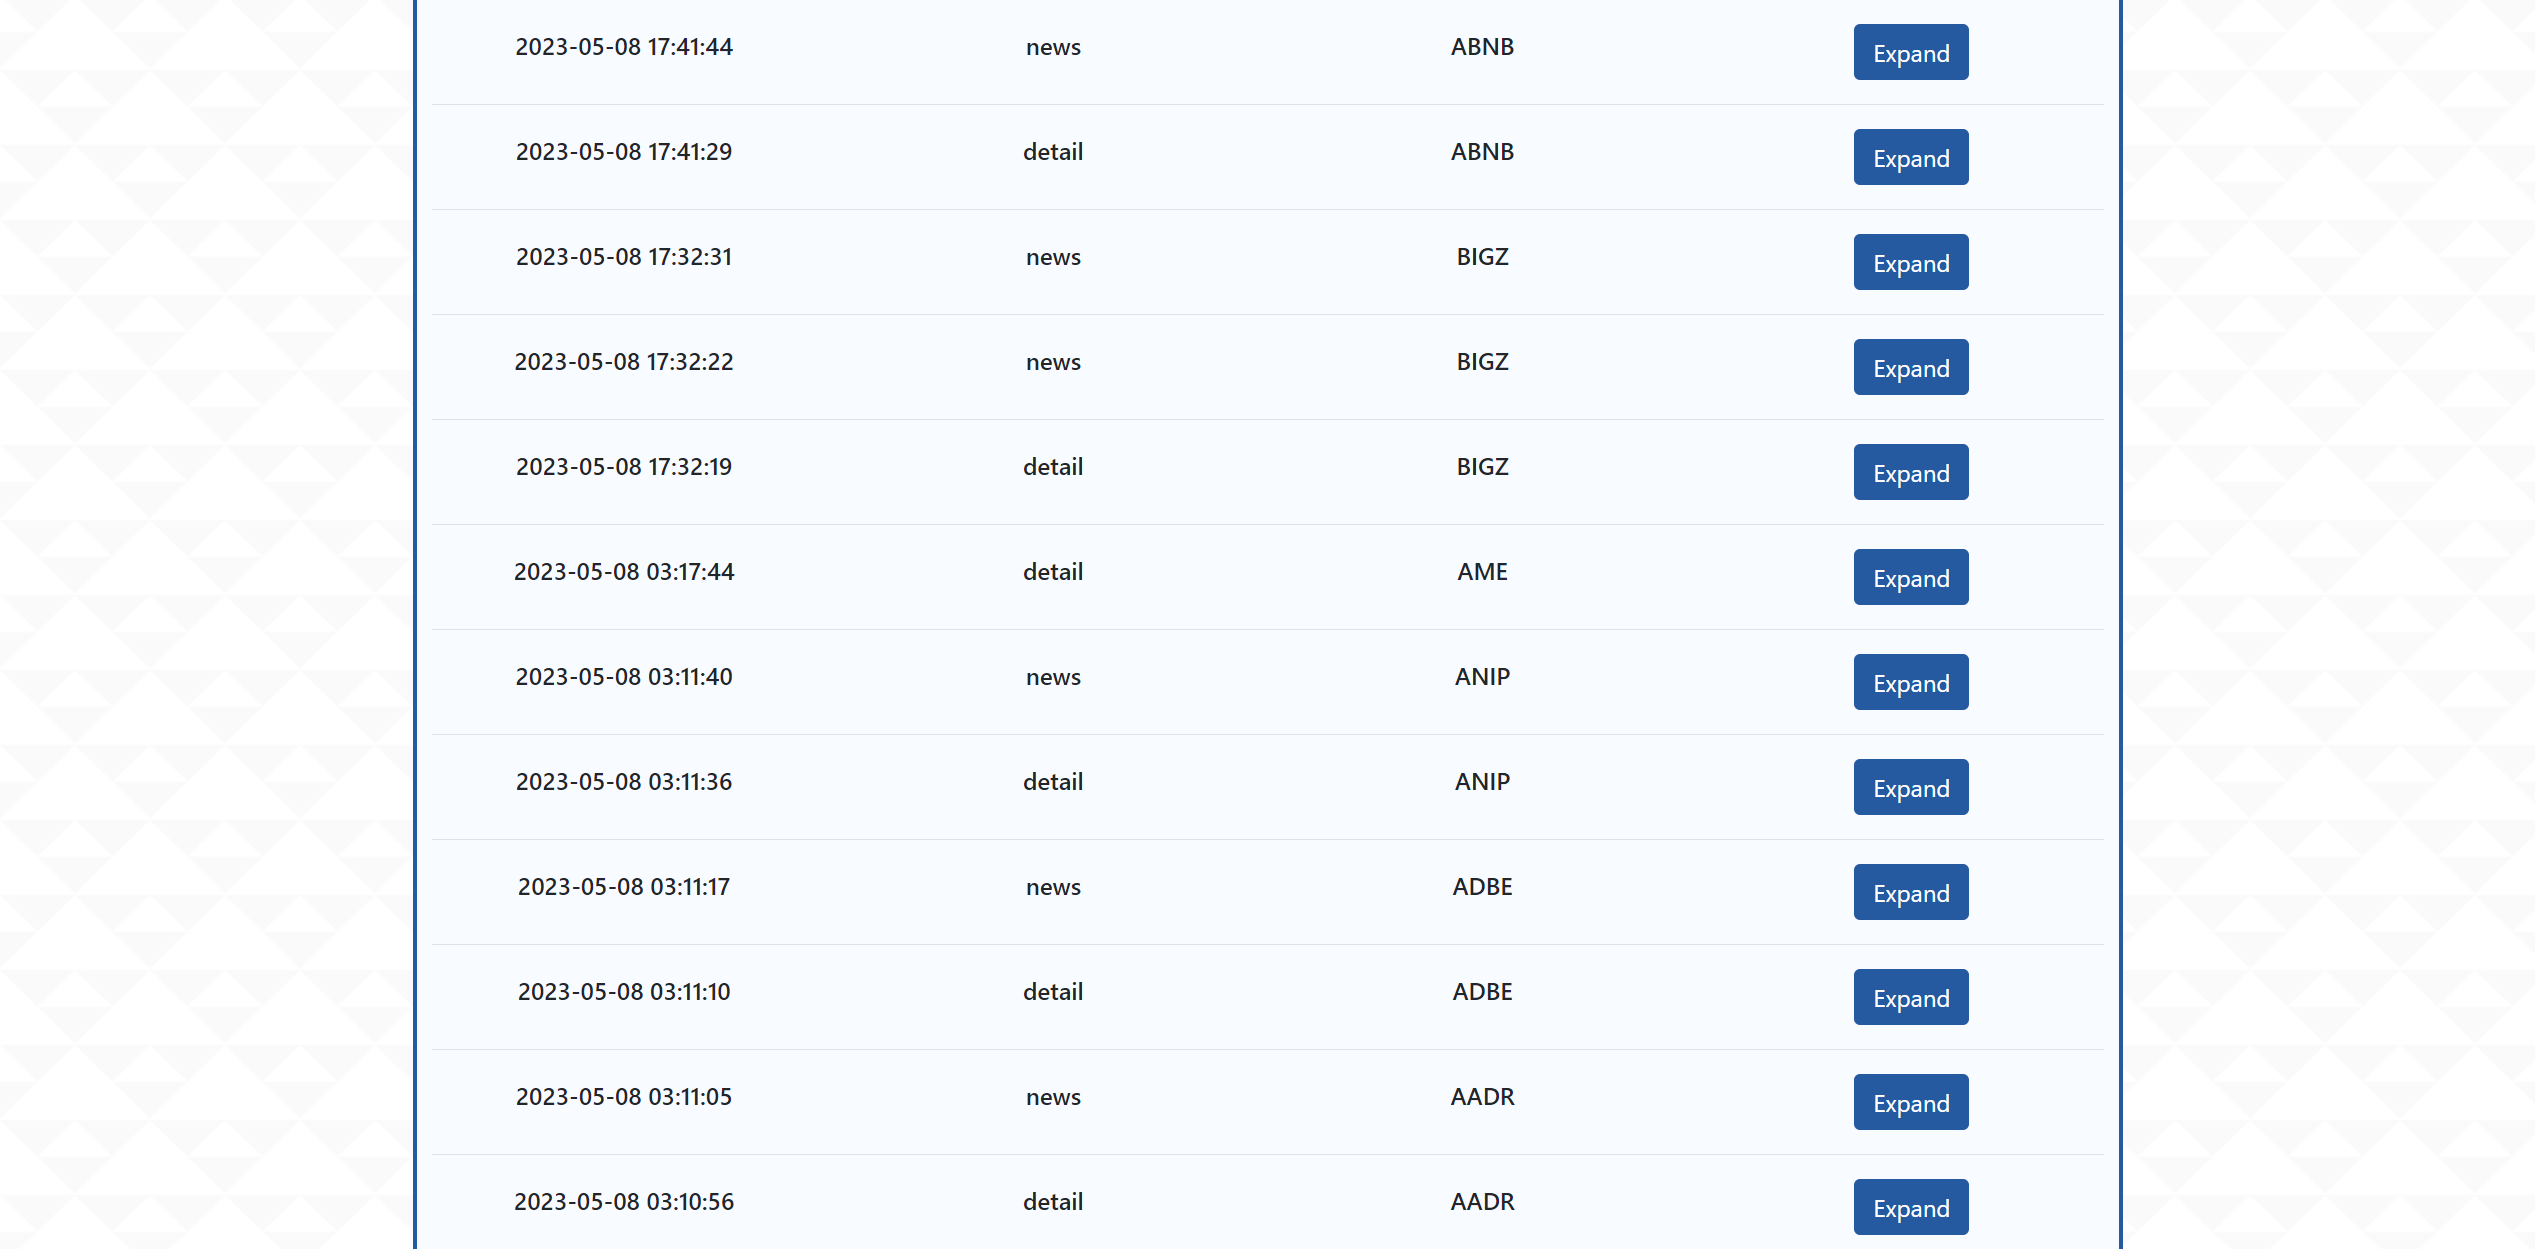 2023-05-08 17:41:44 news ABNB Expand
2023-05-08 17:41:29 detail ABNB Expand
2023-05-08 17:32:31 news BIGZ Expand
2023-05-08 17:32:22 news BIGZ Expand
2023-05-08 17:32:19 detail BIGZ Expand
2023-05-08 03:17:44 detail AME Expand
2023-05-08 03:11:40 news ANIP Expand
2023-05-08 03:11:36 detail ANIP Expand
2023-05-08 03:11:17 news ADBE Expand
2023-05-08 03:11:10 detail ADBE Expand
2023-05-08 03:11:05 news AADR Expand
2023-05-08 03:10:56 detail AADR Expand